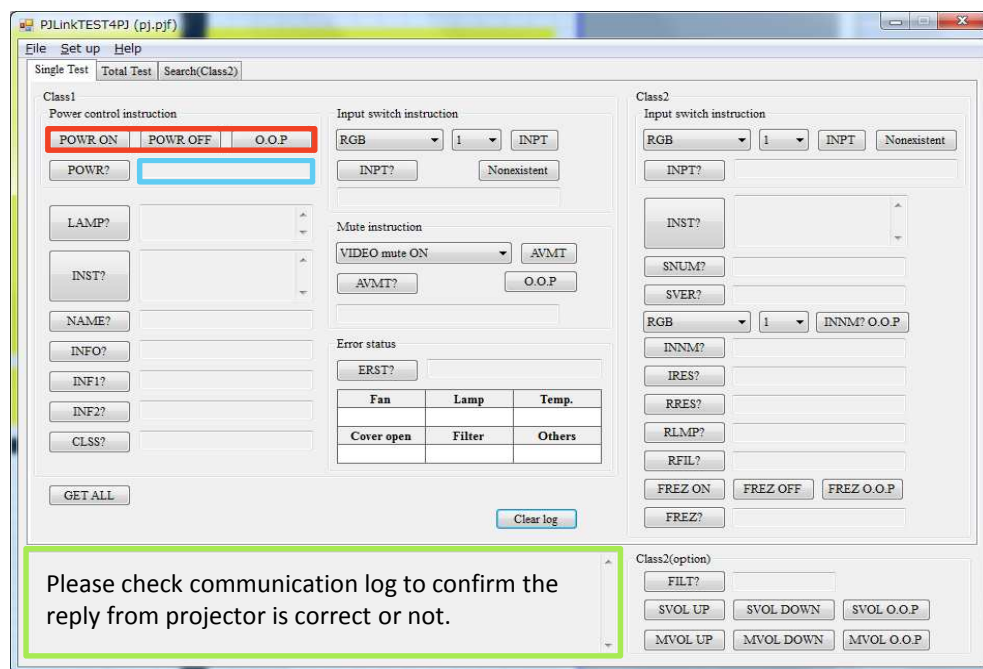 PJLinkTEST4PJ (pj.pjf)
File Set up Help
Single Test Total Test Search(Class2)
Class1
Power control instruction
POWR ON POWR OFF O.O.P
POWR?
LAMP?
INST?
NAME?
INFO?
INF1?
INF2?
CLSS?
GET ALL
Input switch instruction
RGB 1 INPT
INPT? Nonexistent
Mute instruction
VIDEO mute ON AVMT
AVMT? O.O.P
Error status
ERST?
Fan Lamp Temp.
Cover open Filter Others
Clear log
Class2
Input switch instruction
RGB 1 INPT Nonexistent
INPT?
INST?
SNUM?
SVER?
RGB 1 INNM? O.O.P
INNM?
IRES?
RRES?
RLMP?
RFIL?
FREZ ON FREZ OFF FREZ O.O.P
FREZ?
Please check communication log to confirm the
reply from projector is correct or not.
Class2(option)
FILT?
SVOL UP SVOL DOWN SVOL O.O.P
MVOL UP MVOL DOWN MVOL O.O.P